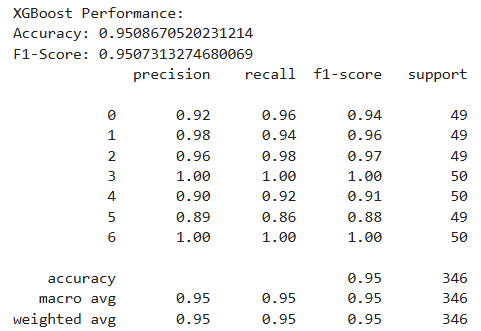 XGBoost Performance:
Accuracy: 0.9508670520231214
F1-Score: 0.9507313274680069
              precision    recall  f1-score   support

           0       0.92      0.96      0.94        49
           1       0.98      0.94      0.96        49
           2       0.96      0.98      0.97        49
           3       1.00      1.00      1.00        50
           4       0.90      0.92      0.91        50
           5       0.89      0.86      0.88        49
           6       1.00      1.00      1.00        50

    accuracy                           0.95       346
   macro avg       0.95      0.95      0.95       346
weighted avg       0.95      0.95      0.95       346